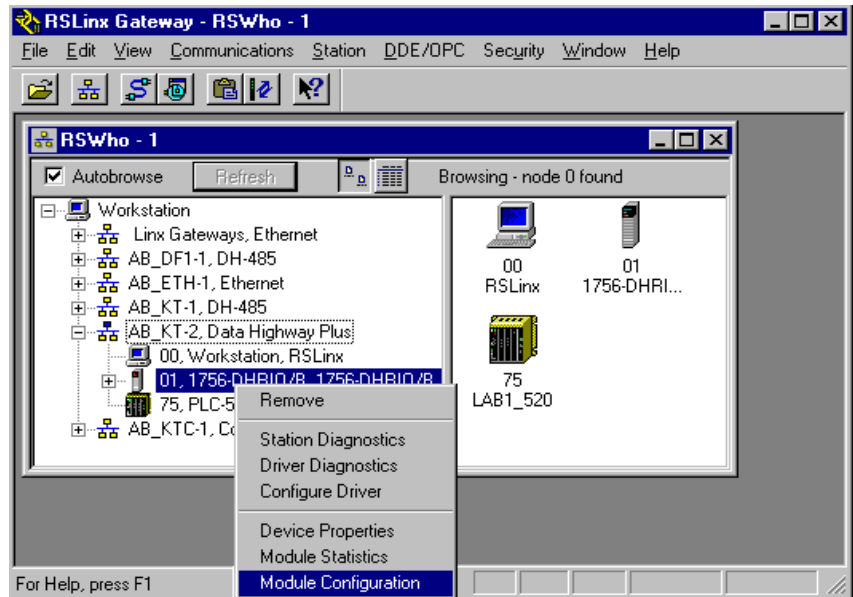 RSLinx Gateway - RSWho - 1
File Edit View Communications Station DDE/OPC Security Window Help
RSWho - 1
Autobrowse Refresh Browsing - node 0 found
Workstation
Linx Gateways, Ethernet
AB_DF1-1, DH-485
AB_ETH-1, Ethernet
AB_KT-1, DH-485
AB_KT-2, Data Highway Plus
00, Workstation, RSLinx
01, 1756-DHRIO/B, 1756-DHRIO/B
75, PLC-5
AB_KTC-1, Co
00
RSLinx
01
1756-DHRI...
75
LAB1_520
Remove
Station Diagnostics
Driver Diagnostics
Configure Driver
Device Properties
Module Statistics
Module Configuration
For Help, press F1